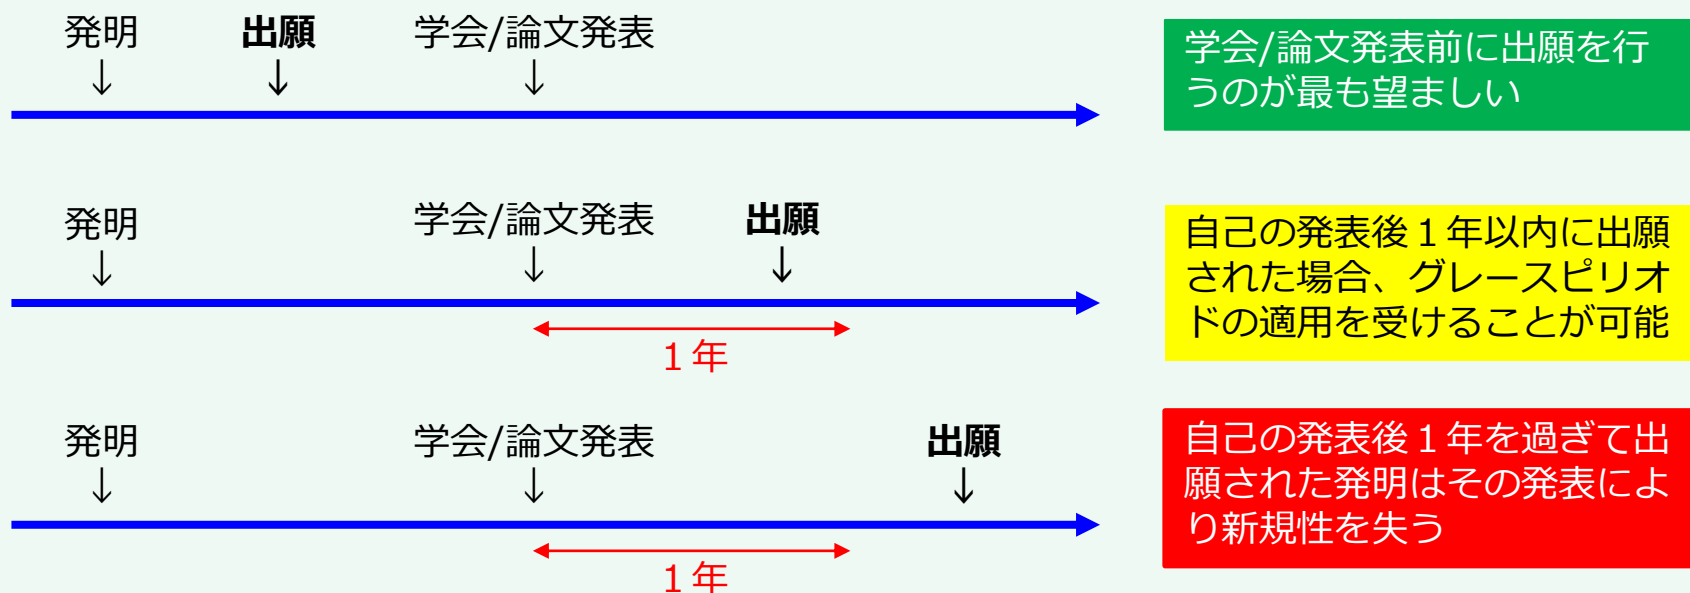 発明 出願 学会/論文発表
↓ ↓ ↓
学会/論文発表前に出願を行
うのが最も望ましい
発明 学会/論文発表 出願
↓ ↓ ↓
1年
自己の発表後1年以内に出願
された場合、グレースピリオ
ドの適用を受けることが可能
発明 学会/論文発表 出願
↓ ↓ ↓
1年
自己の発表後1年を過ぎて出
願された発明はその発表によ
り新規性を失う